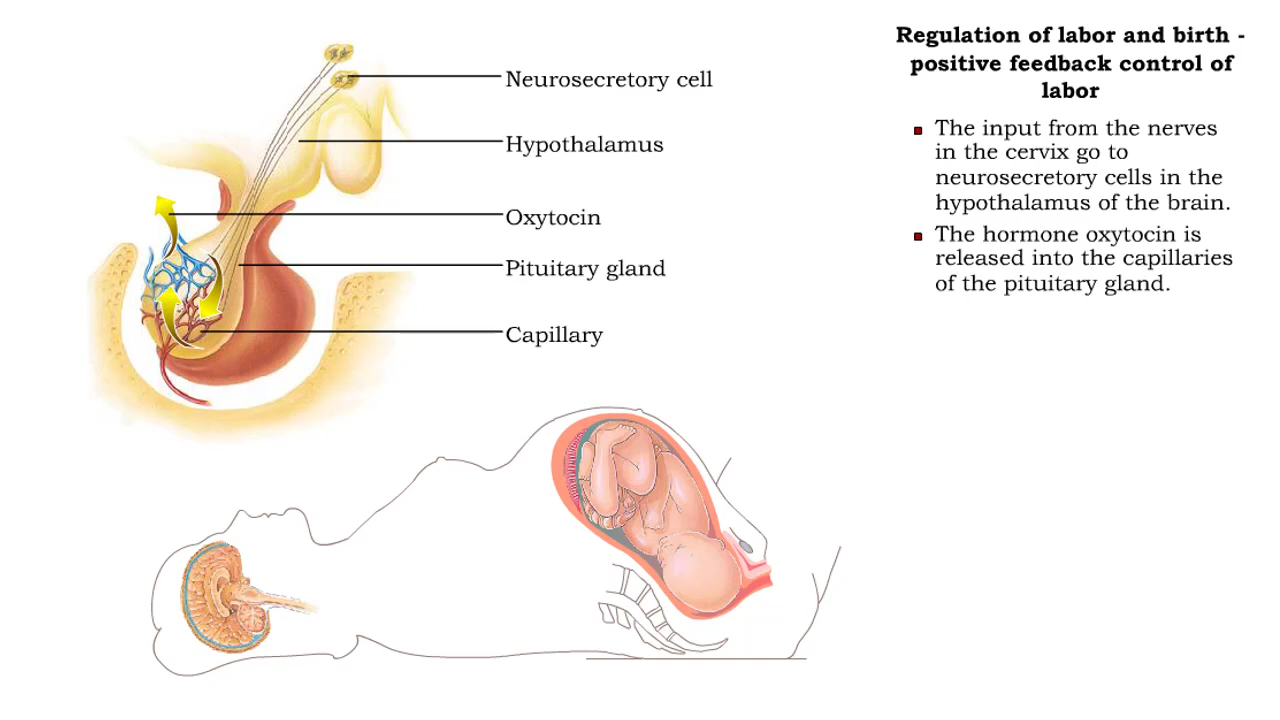 Regulation of labor and birth -
positive feedback control of
labor
Neurosecretory cell
Hypothalamus
Oxytocin
Pituitary gland
Capillary
The input from the nerves
in the cervix go to
neurosecretory cells in the
hypothalamus of the brain.
The hormone oxytocin is
released into the capillaries
of the pituitary gland.